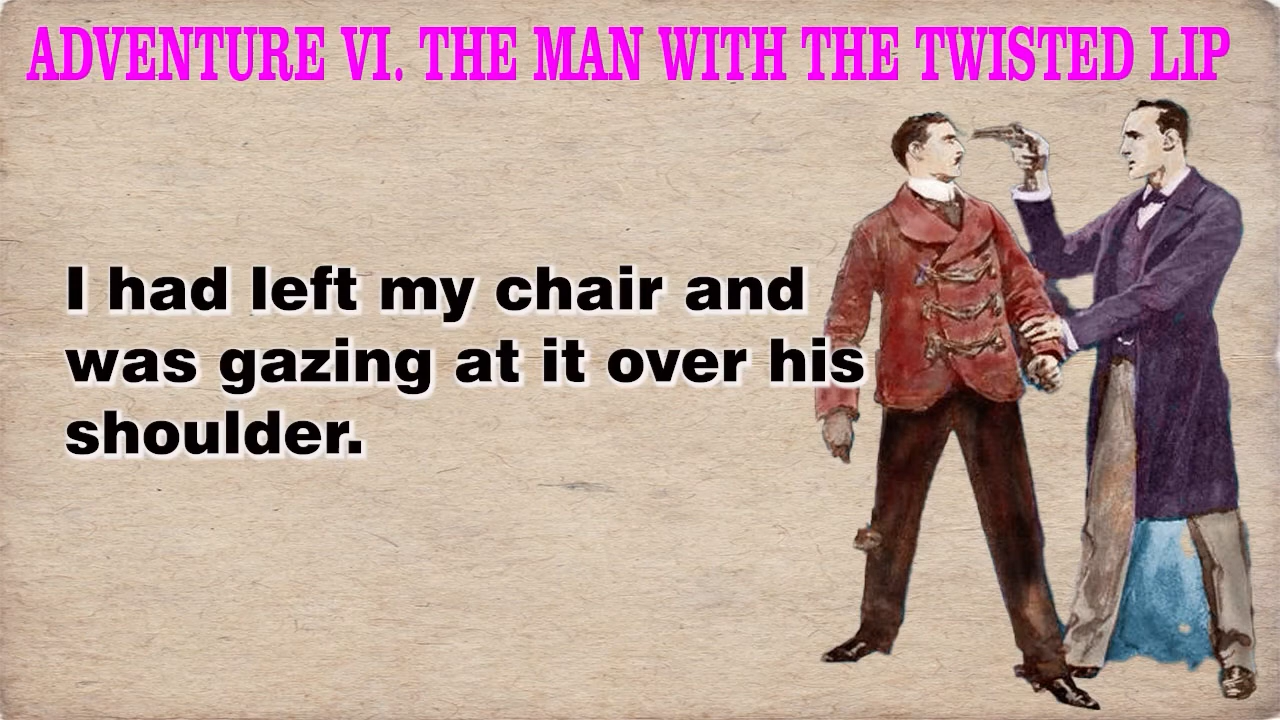 ADVENTURE VI. THE MAN WITH THE TWISTED LIP
I had left my chair and
was gazing at it over his
shoulder.